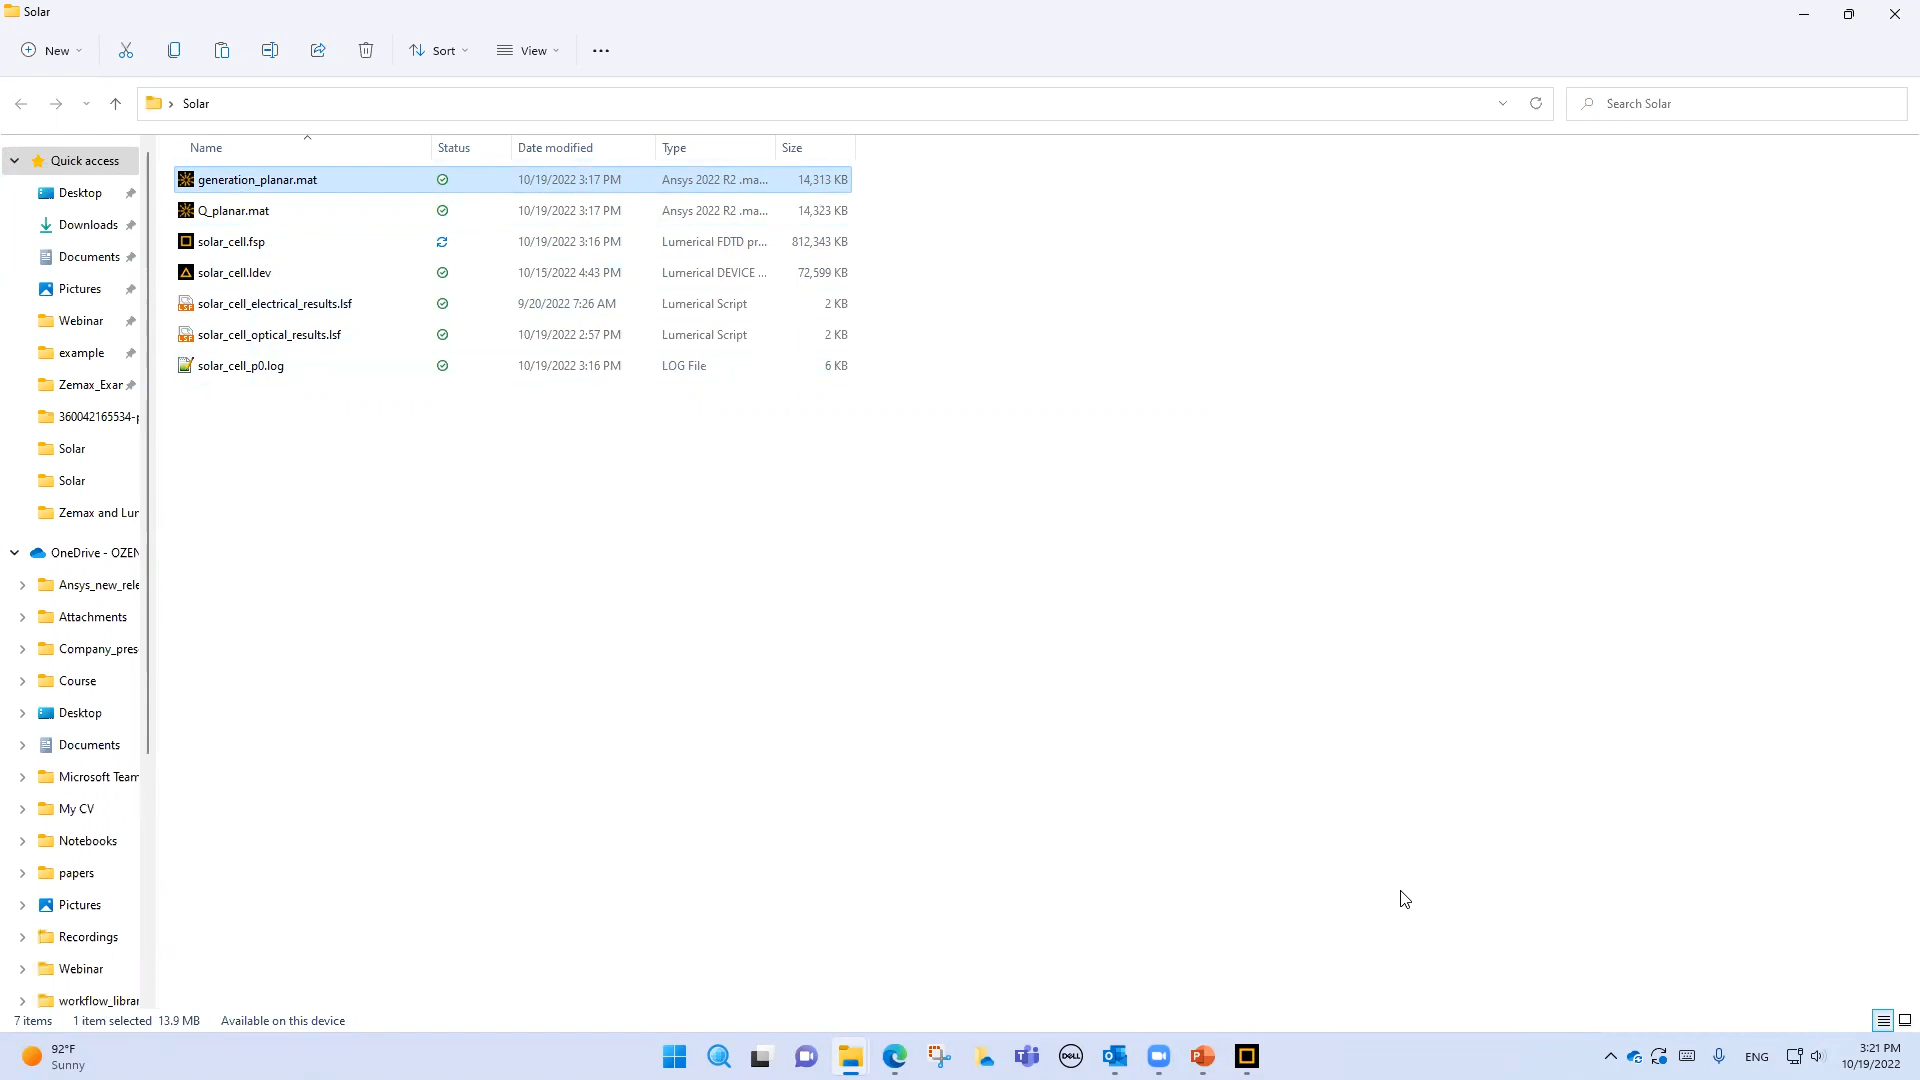 Solar
New
Sort
View
Solar
Search Solar
Name Status Date modified Type Size
generation_planar.mat 10/19/2022 3:17 PM Ansys 2022 R2 .ma... 14,313 KB
Q_planar.mat 10/19/2022 3:17 PM Ansys 2022 R2 .ma... 14,323 KB
solar_cell.fsp 10/19/2022 3:16 PM Lumerical FDTD pr... 812,343 KB
solar_cell.ldev 10/15/2022 4:43 PM Lumerical DEVICE ... 72,599 KB
solar_cell_electrical_results.lsf 9/20/2022 7:26 AM Lumerical Script 2 KB
solar_cell_optical_results.lsf 10/19/2022 2:57 PM Lumerical Script 2 KB
solar_cell_p0.log 10/19/2022 3:16 PM LOG File 6 KB
Quick access
Desktop
Downloads
Documents
Pictures
Webinar
example
Zemax_Exar
360042165534-p
Solar
Solar
Zemax and Lur
OneDrive - OZEN
Ansys_new_rele
Attachments
Company_pres
Course
Desktop
Documents
Microsoft Team
My CV
Notebooks
papers
Pictures
Recordings
Webinar
workflow_librar
7 items 1 item selected 13.9 MB Available on this device
92°F
Sunny
DELL
ENG
3:21 PM
10/19/2022